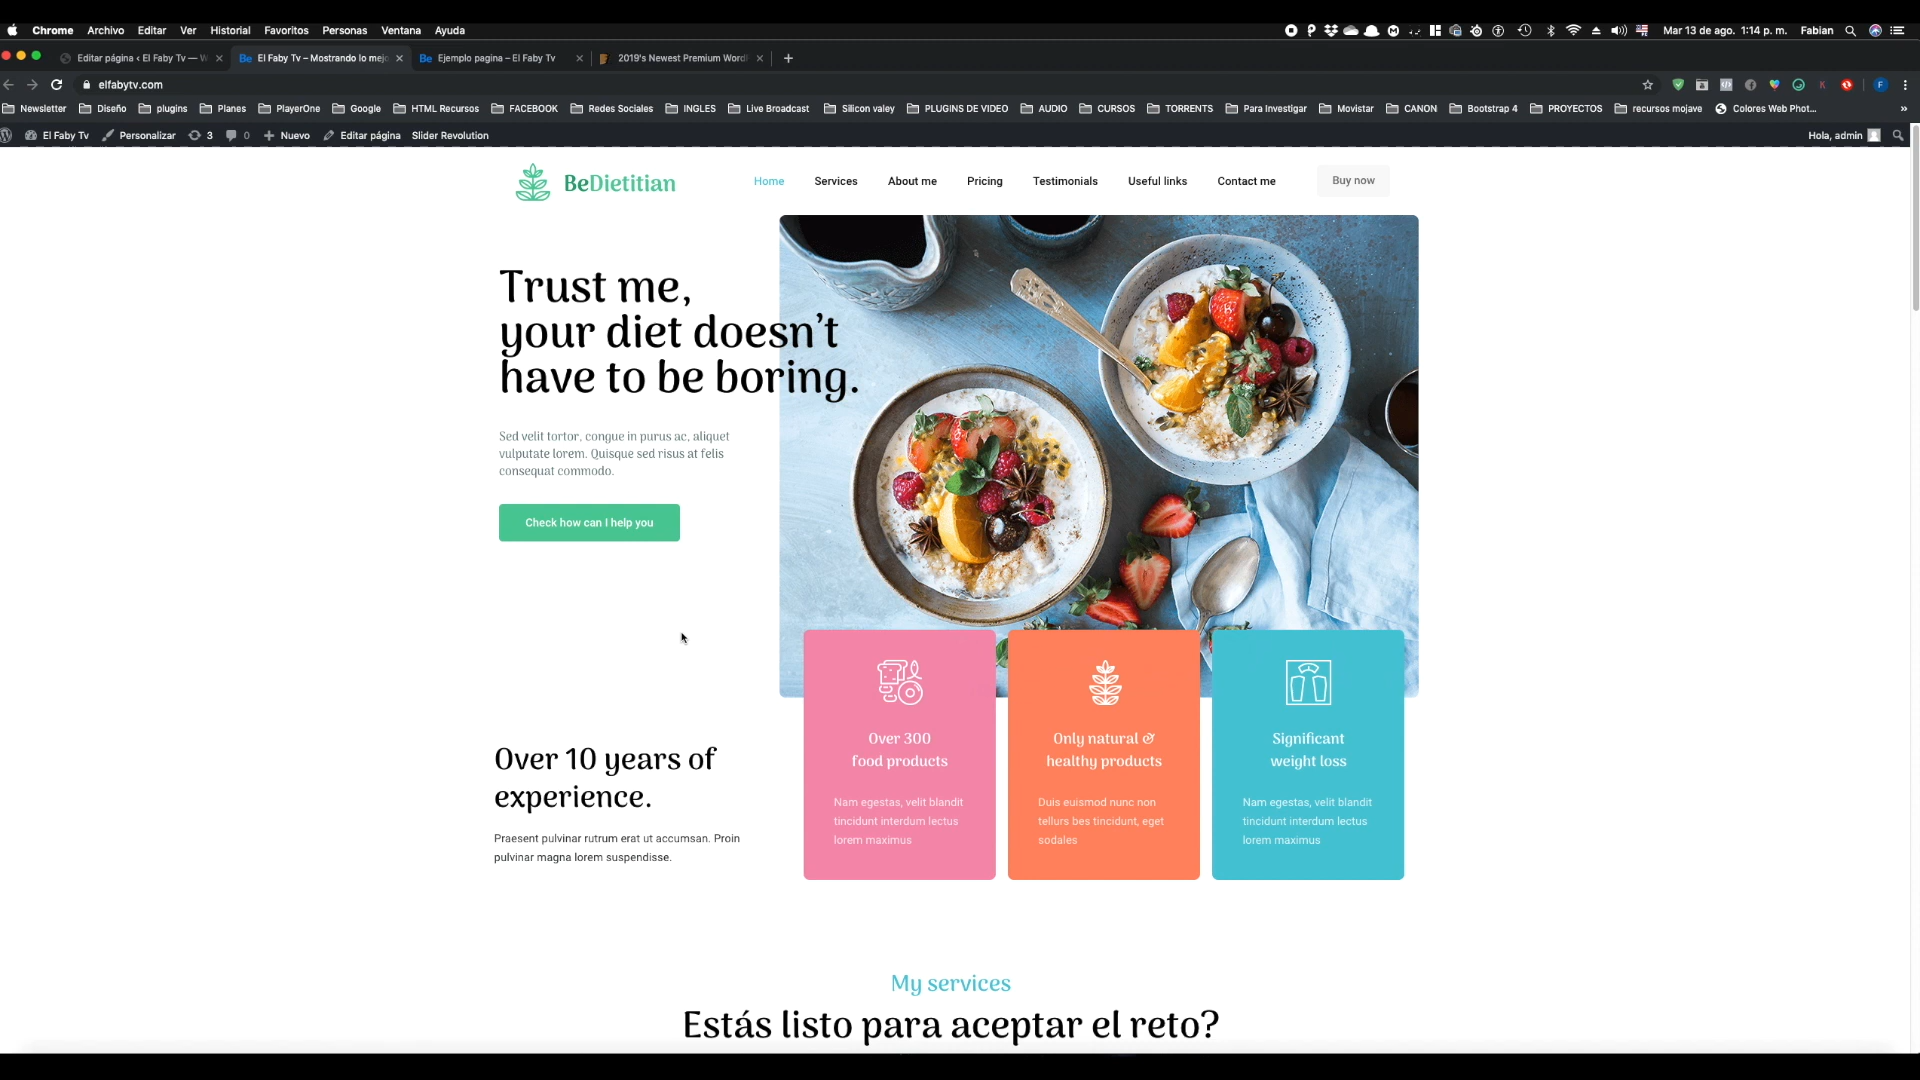 Chrome Archivo Editar Ver Historial Favoritos Personas Ventana Ayuda
Mar 13 de ago. 1:14 p. m. Fabian
Editar página ‹ El Faby Tv — W
El Faby Tv – Mostrando lo mejo
Ejemplo pagina – El Faby Tv
2019's Newest Premium WordP
elfabytv.com
Newsletter Diseño plugins Planes PlayerOne Google HTML Recursos FACEBOOK Redes Sociales INGLES Live Broadcast Silicon valey PLUGINS DE VIDEO AUDIO CURSOS TORRENTS Para Investigar Movistar CANON Bootstrap 4 PROYECTOS recursos mojave Colores Web Phot... »
El Faby Tv Personalizar 3 0 Nuevo Editar página Slider Revolution
Hola, admin
BeDietitian
Home Services About me Pricing Testimonials Useful links Contact me Buy now
Trust me,
your diet doesn't
have to be boring.
Sed velit tortor, congue in purus ac, aliquet
vulputate lorem. Quisque sed risus at felis
consequat commodo.
Check how can I help you
Over 10 years of
experience.
Praesent pulvinar rutrum erat ut accumsan. Proin
pulvinar magna lorem suspendisse.
Over 300
food products
Nam egestas, velit blandit
tincidunt interdum lectus
lorem maximus
Only natural &
healthy products
Duis euismod nunc non
tellurs bes tincidunt, eget
sodales
Significant
weight loss
Nam egestas, velit blandit
tincidunt interdum lectus
lorem maximus
My services
Estás listo para aceptar el reto?